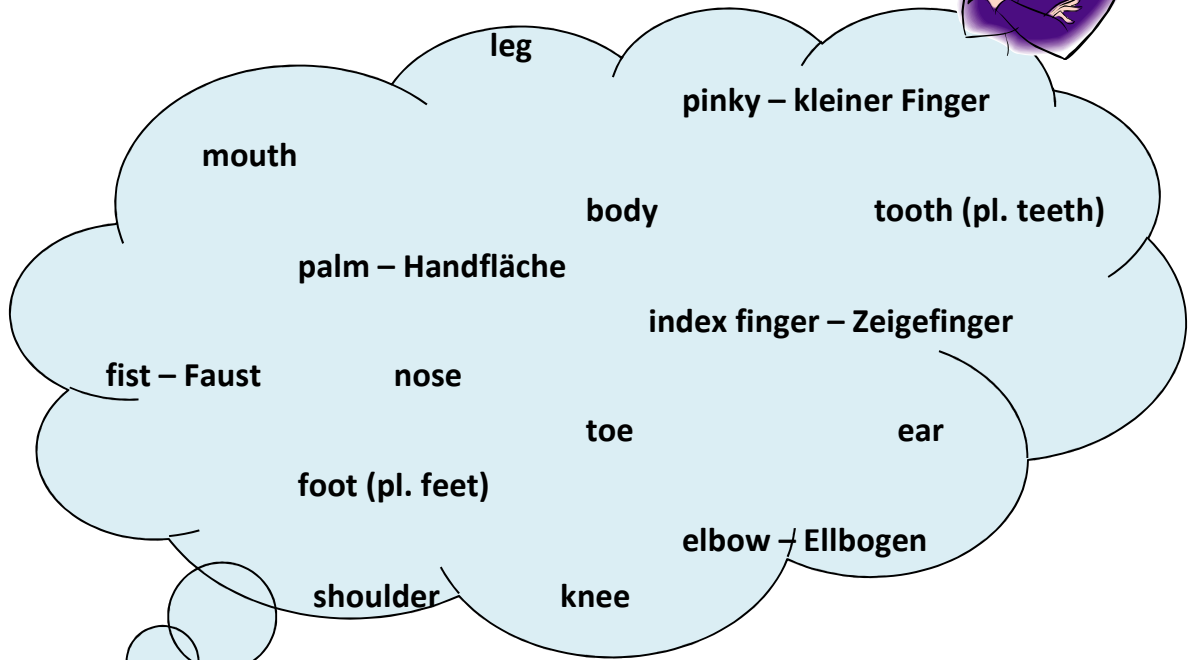 leg
pinky – kleiner Finger
mouth
body tooth (pl. teeth)
palm – Handfläche
index finger – Zeigefinger
fist – Faust nose
toe ear
foot (pl. feet)
elbow – Ellbogen
shoulder knee